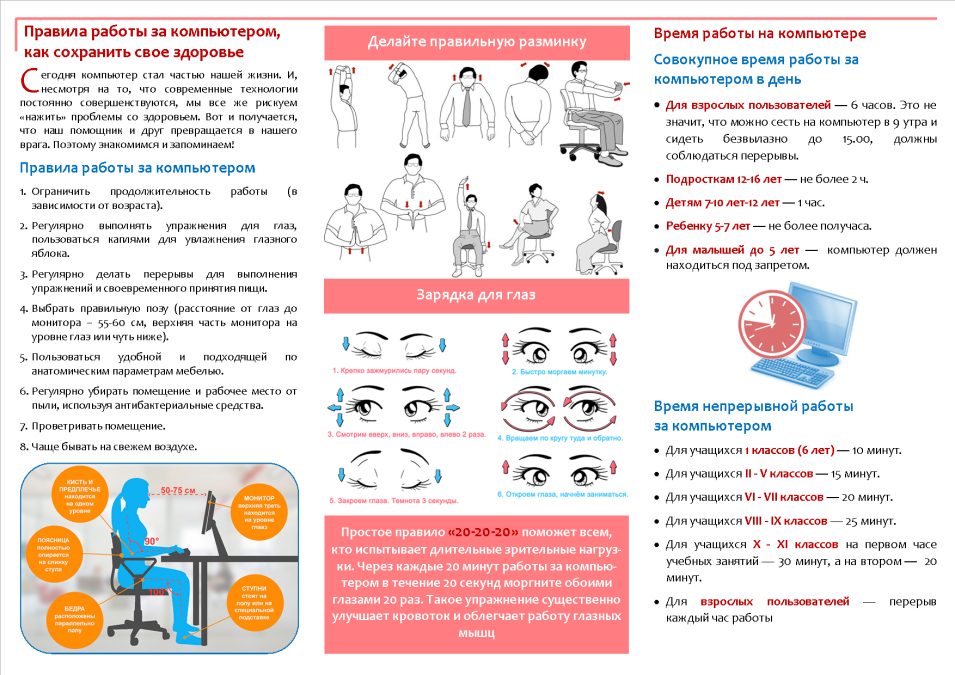 Правила работы за компьютером,
как сохранить свое здоровье
Сегодня компьютер стал частью нашей жизни. И,
несмотря на то, что современные технологии
постоянно совершенствуются, мы все же рискуем
«нажить» проблемы со здоровьем. Вот и получается,
что наш помощник и друг превращается в нашего
врага. Поэтому знакомимся и запоминаем!
Правила работы за компьютером
1. Ограничить продолжительность работы (в
зависимости от возраста).
2. Регулярно выполнять упражнения для глаз,
пользоваться каплями для увлажнения глазного
яблока.
3. Регулярно делать перерывы для выполнения
упражнений и своевременного принятия пищи.
4. Выбрать правильную позу (расстояние от глаз до
монитора – 55-60 см, верхняя часть монитора на
уровне глаз или чуть ниже).
5. Пользоваться удобной и подходящей по
анатомическим параметрам мебелью.
6. Регулярно убирать помещение и рабочее место от
пыли, используя антибактериальные средства.
7. Проветривать помещение.
8. Чаще бывать на свежем воздухе.
КИСТЬ И
ПРЕДПЛЕЧЬЕ
находятся
на одном
уровне
50-75 см
МОНИТОР
верхняя треть
находится
на уровне
глаз
ПОЯСНИЦА
полностью
опирается
на спинку
стула
90°
100°
БЕДРА
расположены
параллельно
полу
СТУПНИ
стоят на
полу или на
специальной
подставке
Делайте правильную разминку
Зарядка для глаз
1. Крепко зажмурились пару секунд.
2. Быстро моргаем минутку.
3. Смотрим вверх, вниз, вправо, влево 2 раза.
4. Вращаем по кругу туда и обратно.
5. Закроем глаза. Темнота 3 секунды.
6. Откроем глаза, начнём заниматься.
Простое правило «20-20-20» поможет всем,
кто испытывает длительные зрительные нагруз-
ки. Через каждые 20 минут работы за компью-
тером в течение 20 секунд моргните обоими
глазами 20 раз. Такое упражнение существенно
улучшает кровоток и облегчает работу глазных
мышц
Время работы на компьютере
Совокупное время работы за
компьютером в день
• Для взрослых пользователей — 6 часов. Это не
значит, что можно сесть на компьютер в 9 утра и
сидеть безвылазно до 15.00, должны
соблюдаться перерывы.
• Подросткам 12-16 лет — не более 2 ч.
• Детям 7-10 лет-12 лет — 1 час.
• Ребенку 5-7 лет — не более получаса.
• Для малышей до 5 лет — компьютер должен
находиться под запретом.
Время непрерывной работы
за компьютером
• Для учащихся I классов (6 лет) — 10 минут.
• Для учащихся II - V классов — 15 минут.
• Для учащихся VI - VII классов — 20 минут.
• Для учащихся VIII - IX классов — 25 минут.
• Для учащихся X - XI классов на первом часе
учебных занятий — 30 минут, а на втором — 20
минут.
• Для взрослых пользователей — перерыв
каждый час работы